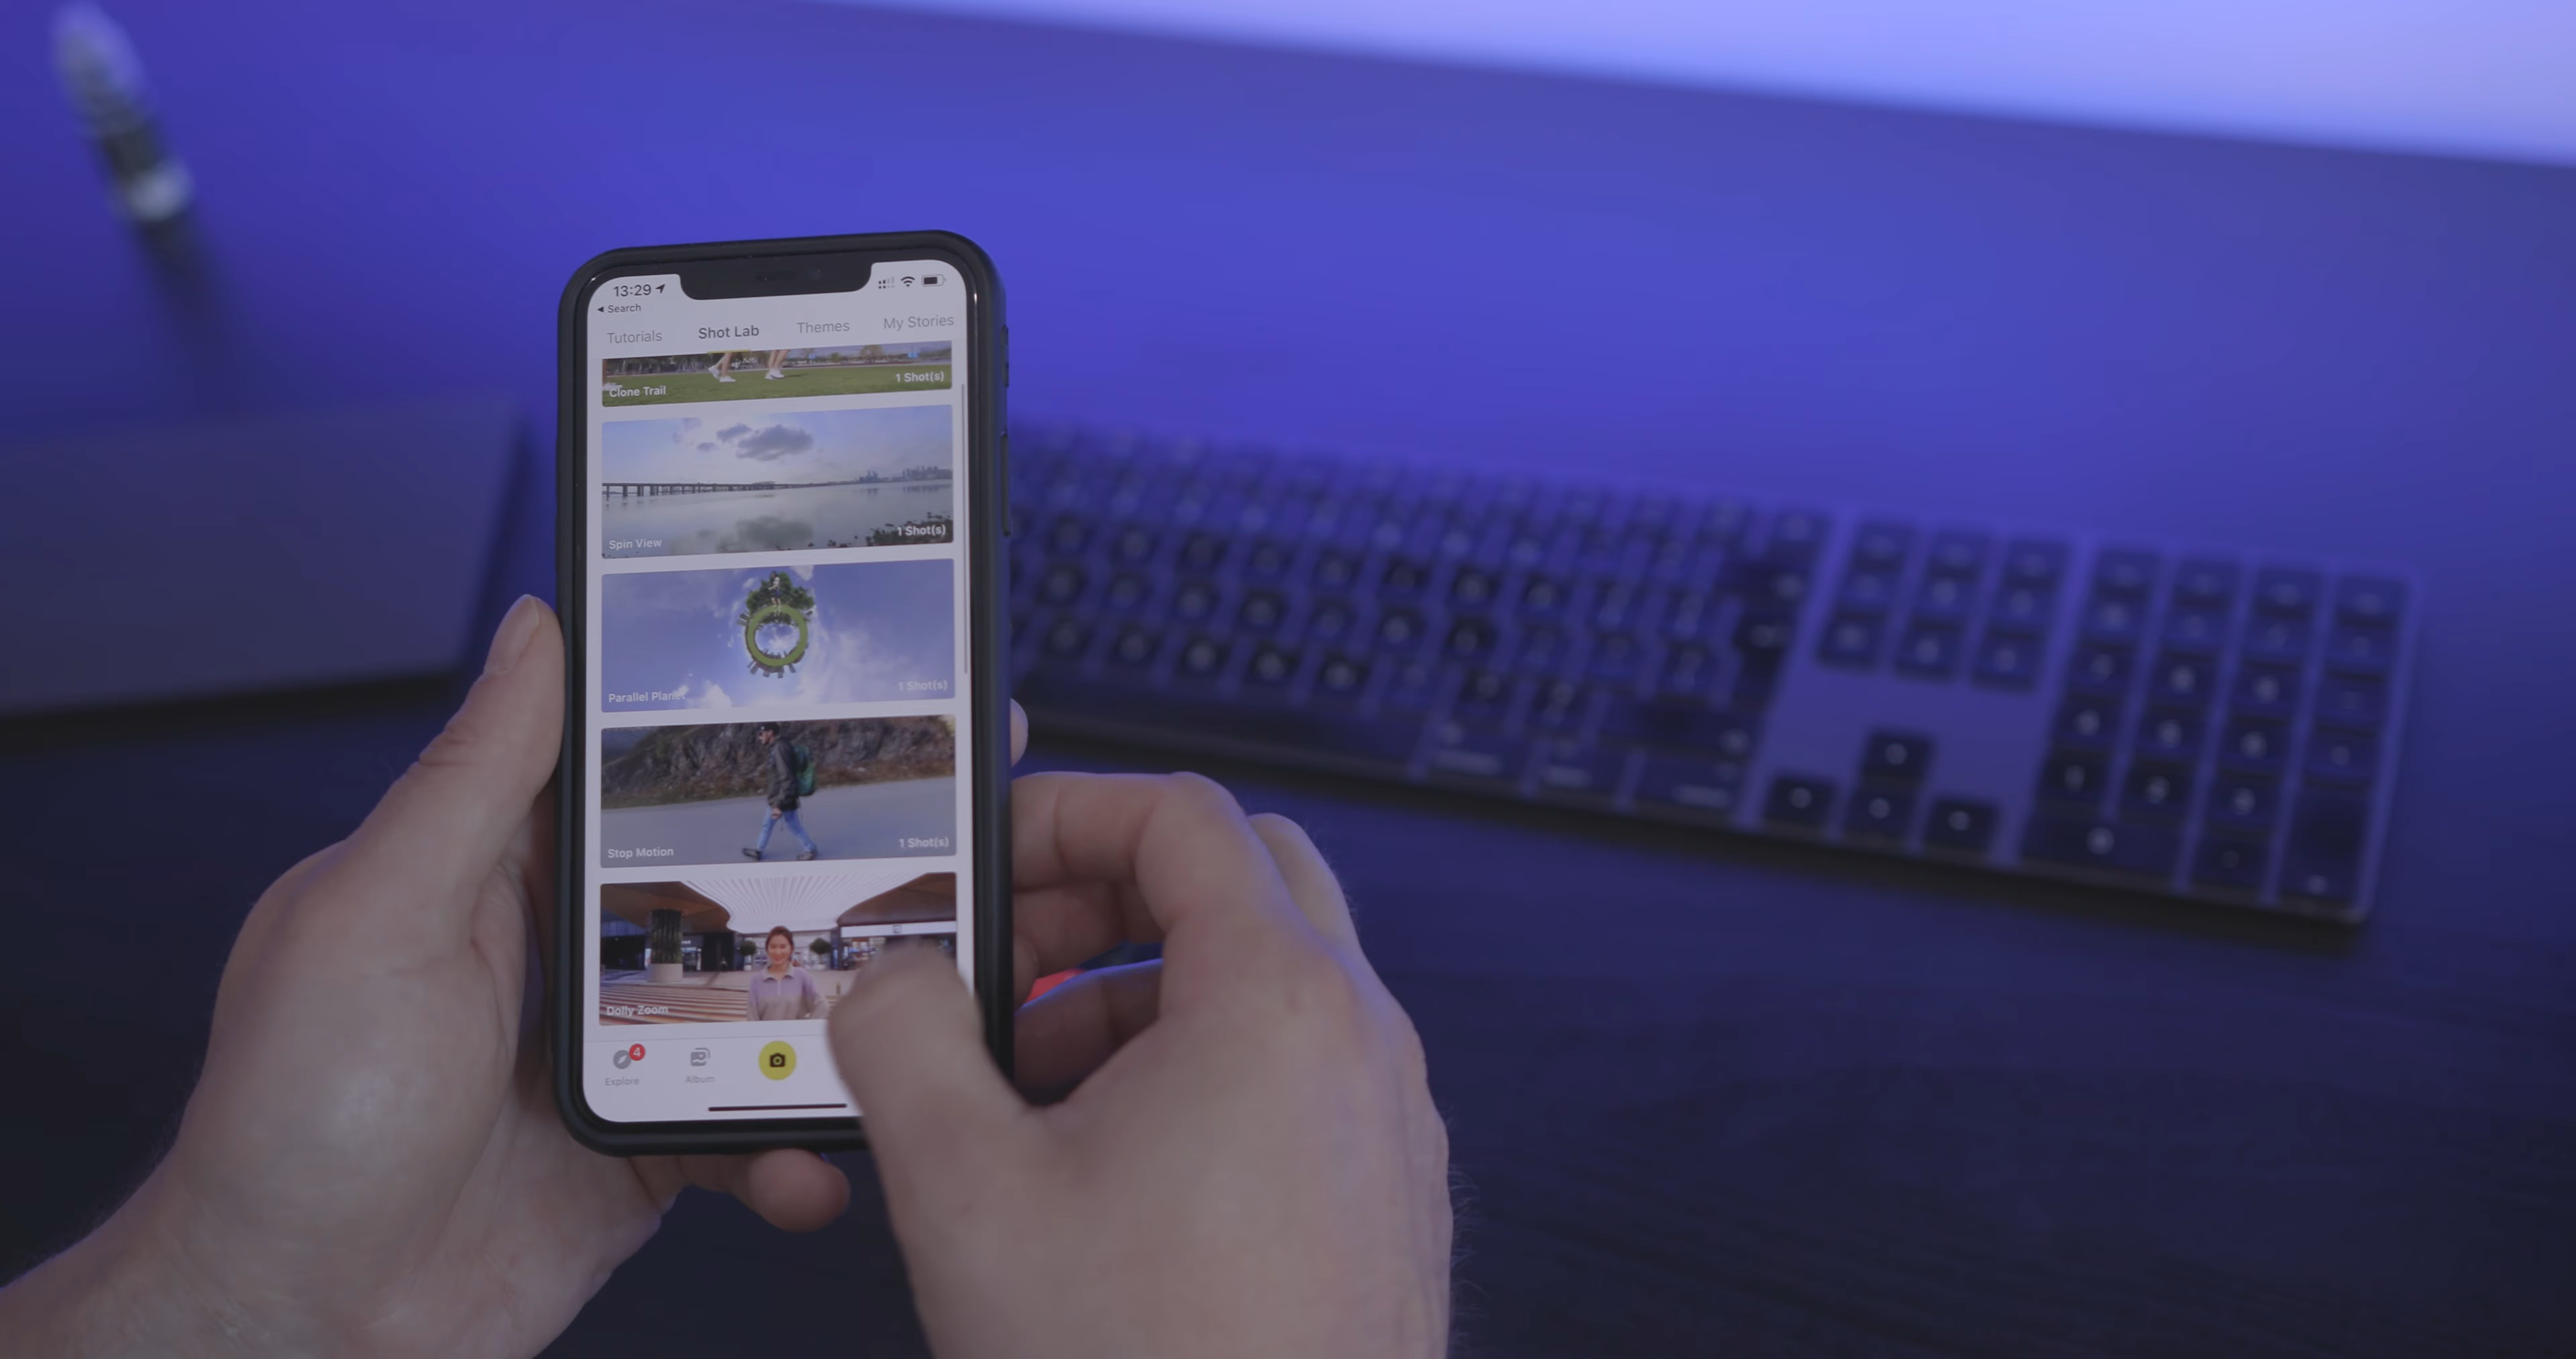 13:29
◀ Search
Tutorials Shot Lab Themes My Stories
Clone Trail 1 Shot(s)
Spin View 1 Shot(s)
Parallel Planet 1 Shot(s)
Stop Motion 1 Shot(s)
Dolly Zoom
4
Explore Album